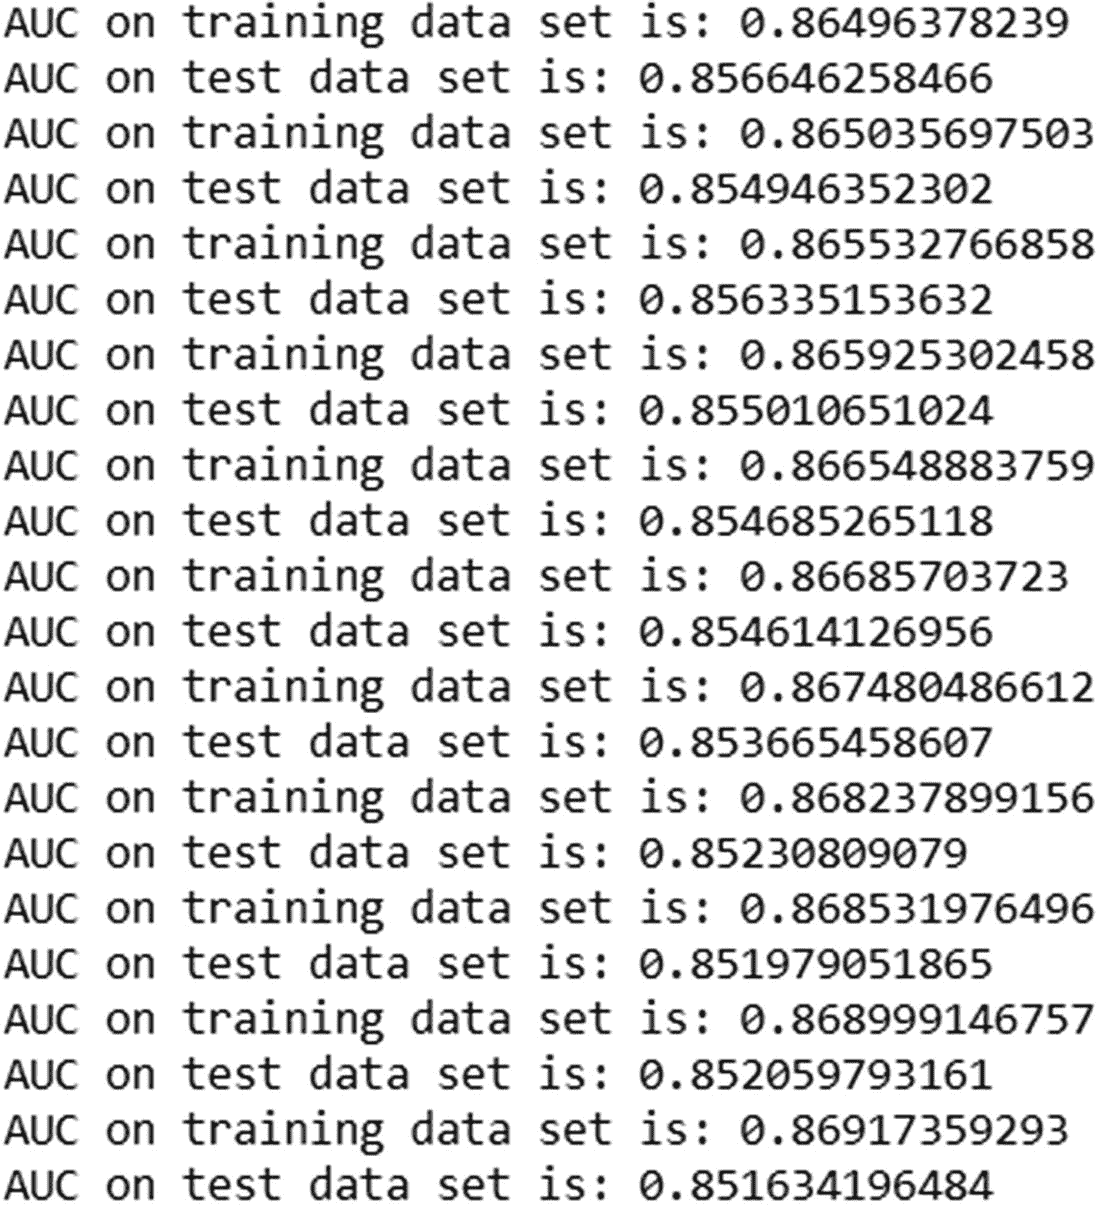 AUC on training data set is: 0.86496378239
AUC on test data set is: 0.856646258466
AUC on training data set is: 0.865035697503
AUC on test data set is: 0.854946352302
AUC on training data set is: 0.865532766858
AUC on test data set is: 0.856335153632
AUC on training data set is: 0.865925302458
AUC on test data set is: 0.855010651024
AUC on training data set is: 0.866548883759
AUC on test data set is: 0.854685265118
AUC on training data set is: 0.86685703723
AUC on test data set is: 0.854614126956
AUC on training data set is: 0.867480486612
AUC on test data set is: 0.853665458607
AUC on training data set is: 0.868237899156
AUC on test data set is: 0.85230809079
AUC on training data set is: 0.868531976496
AUC on test data set is: 0.851979051865
AUC on training data set is: 0.868999146757
AUC on test data set is: 0.852059793161
AUC on training data set is: 0.86917359293
AUC on test data set is: 0.851634196484